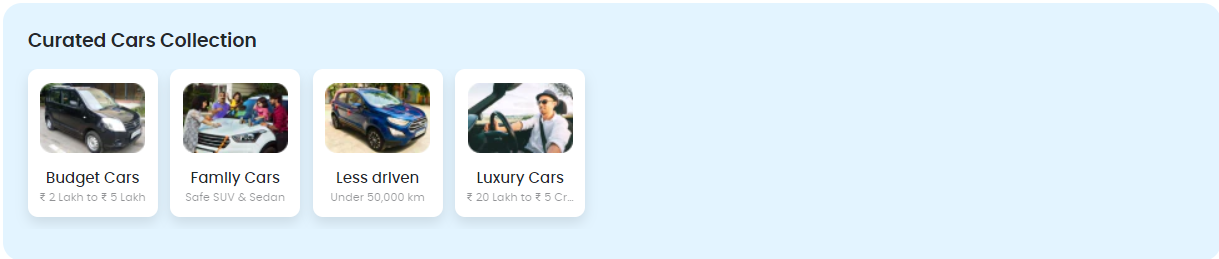 Curated Cars Collection
Budget Cars
₹ 2 Lakh to ₹ 5 Lakh
Family Cars
Safe SUV & Sedan
Less driven
Under 50,000 km
Luxury Cars
₹ 20 Lakh to ₹ 5 Cr...